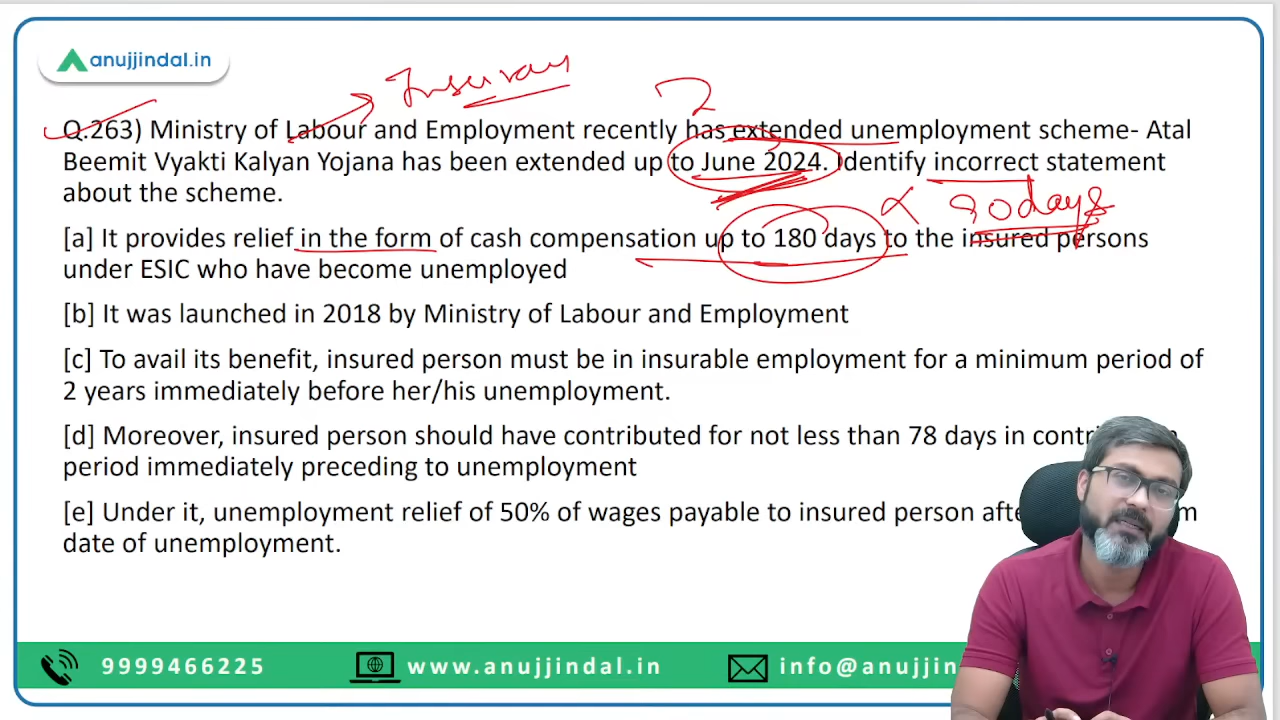 anujjindal.in
Insuran
Q.263) Ministry of Labour and Employment recently has extended unemployment scheme- Atal
Beemit Vyakti Kalyan Yojana has been extended up to June 2024. Identify incorrect statement
about the scheme.
90 days
[a] It provides relief in the form of cash compensation up to 180 days to the insured persons
under ESIC who have become unemployed
[b] It was launched in 2018 by Ministry of Labour and Employment
[c] To avail its benefit, insured person must be in insurable employment for a minimum period of
2 years immediately before her/his unemployment.
[d] Moreover, insured person should have contributed for not less than 78 days in
period immediately preceding to unemployment
[e] Under it, unemployment relief of 50% of wages payable to insured person
date of unemployment.
9999466225 www.anujjindal.in